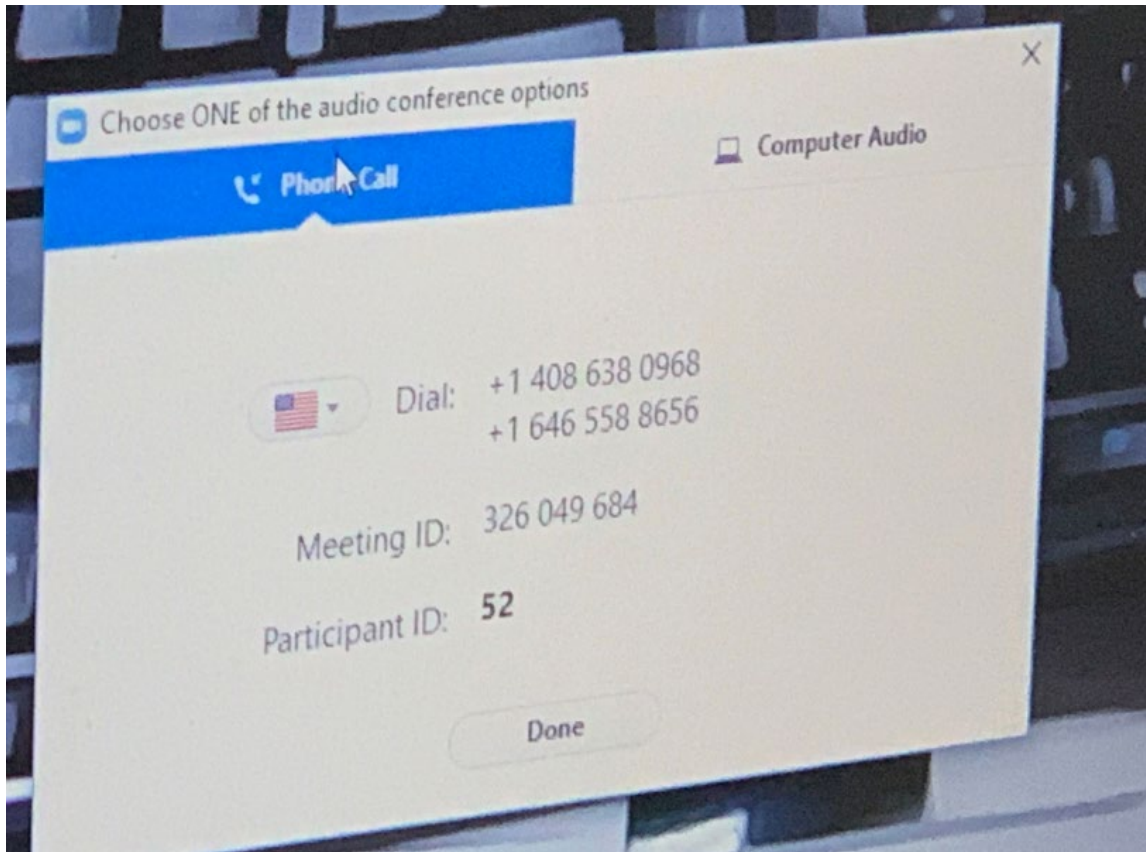 Choose ONE of the audio conference options
Phone Call
Computer Audio
Dial: +1 408 638 0968
+1 646 558 8656
Meeting ID: 326 049 684
Participant ID: 52
Done